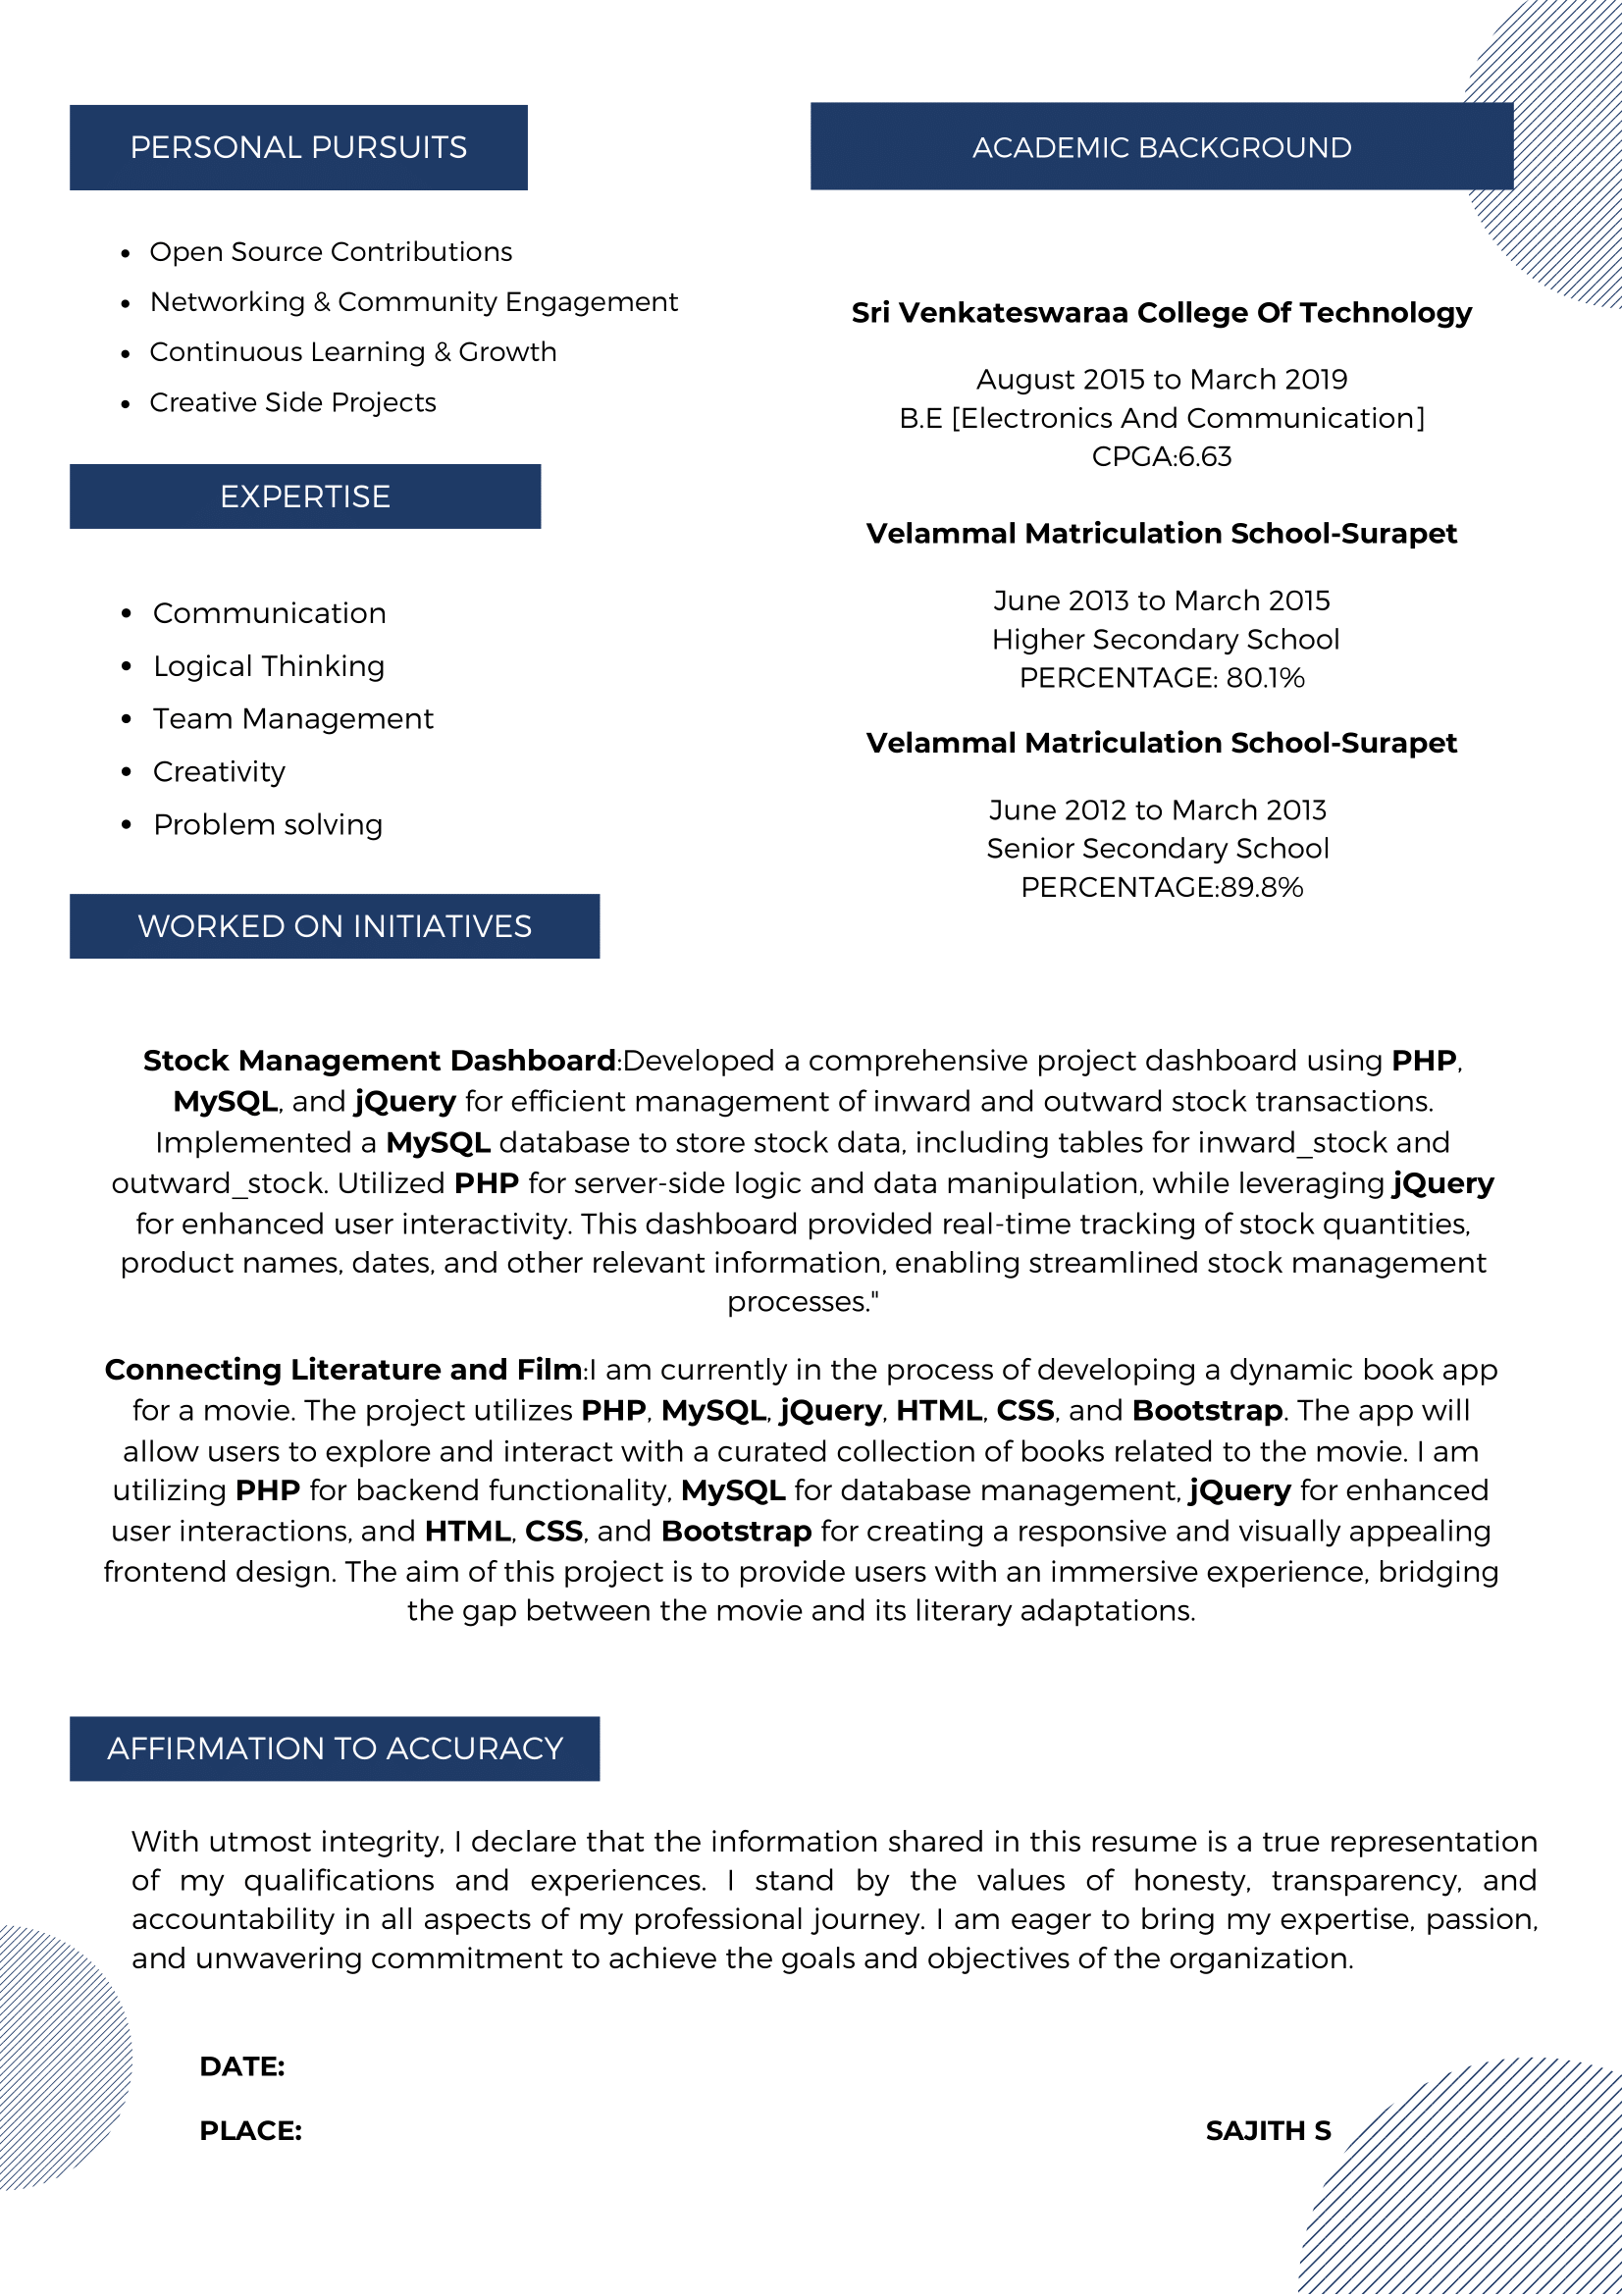 PERSONAL PURSUITS
Open Source Contributions
Networking & Community Engagement
Continuous Learning & Growth
Creative Side Projects
EXPERTISE
Communication
Logical Thinking
Team Management
Creativity
Problem solving
ACADEMIC BACKGROUND
Sri Venkateswaraa College Of Technology
August 2015 to March 2019
B.E [Electronics And Communication]
CPGA:6.63
Velammal Matriculation School-Surapet
June 2013 to March 2015
Higher Secondary School
PERCENTAGE: 80.1%
Velammal Matriculation School-Surapet
June 2012 to March 2013
Senior Secondary School
PERCENTAGE:89.8%
WORKED ON INITIATIVES
Stock Management Dashboard:Developed a comprehensive project dashboard using PHP,
MySQL, and jQuery for efficient management of inward and outward stock transactions.
Implemented a MySQL database to store stock data, including tables for inward_stock and
outward_stock. Utilized PHP for server-side logic and data manipulation, while leveraging jQuery
for enhanced user interactivity. This dashboard provided real-time tracking of stock quantities,
product names, dates, and other relevant information, enabling streamlined stock management
processes."
Connecting Literature and Film:I am currently in the process of developing a dynamic book app
for a movie. The project utilizes PHP, MySQL, jQuery, HTML, CSS, and Bootstrap. The app will
allow users to explore and interact with a curated collection of books related to the movie. I am
utilizing PHP for backend functionality, MySQL for database management, jQuery for enhanced
user interactions, and HTML, CSS, and Bootstrap for creating a responsive and visually appealing
frontend design. The aim of this project is to provide users with an immersive experience, bridging
the gap between the movie and its literary adaptations.
AFFIRMATION TO ACCURACY
With utmost integrity, I declare that the information shared in this resume is a true representation
of my qualifications and experiences. I stand by the values of honesty, transparency, and
accountability in all aspects of my professional journey. I am eager to bring my expertise, passion,
and unwavering commitment to achieve the goals and objectives of the organization.
DATE:
PLACE:
SAJITH S